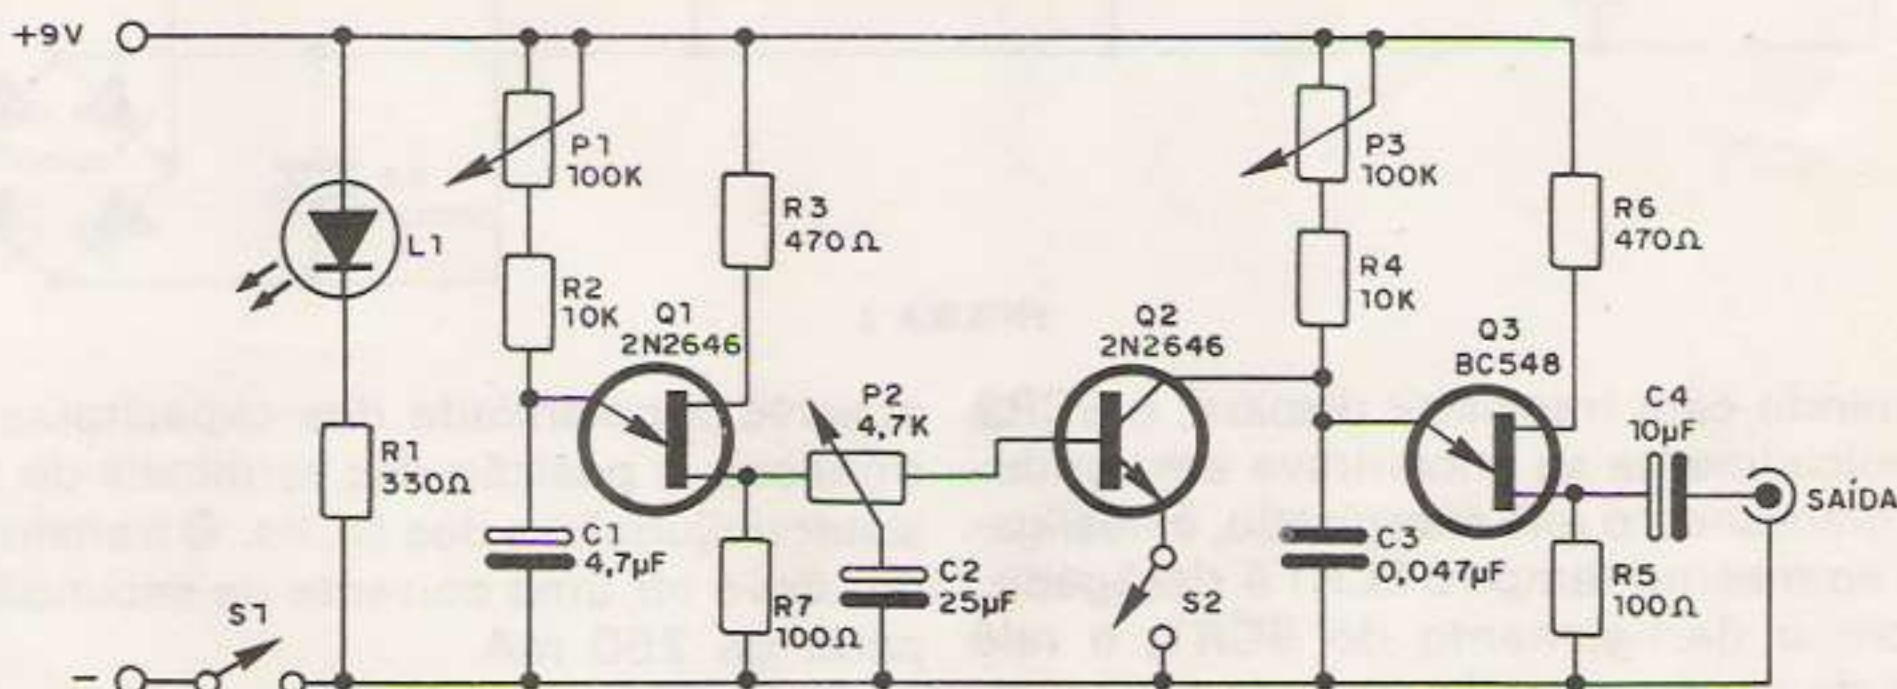 +9V
P1
100K
P3
100K
R3
470Ω
R6
470Ω
L1
R2
10K
R4
10K
Q1
2N2646
Q2
2N2646
Q3
BC548
P2
4,7K
C4
10µF
R1
330Ω
SAÍDA
C1
4,7µF
C2
25µF
C3
0,047µF
S1
R7
100Ω
S2
R5
100Ω
–